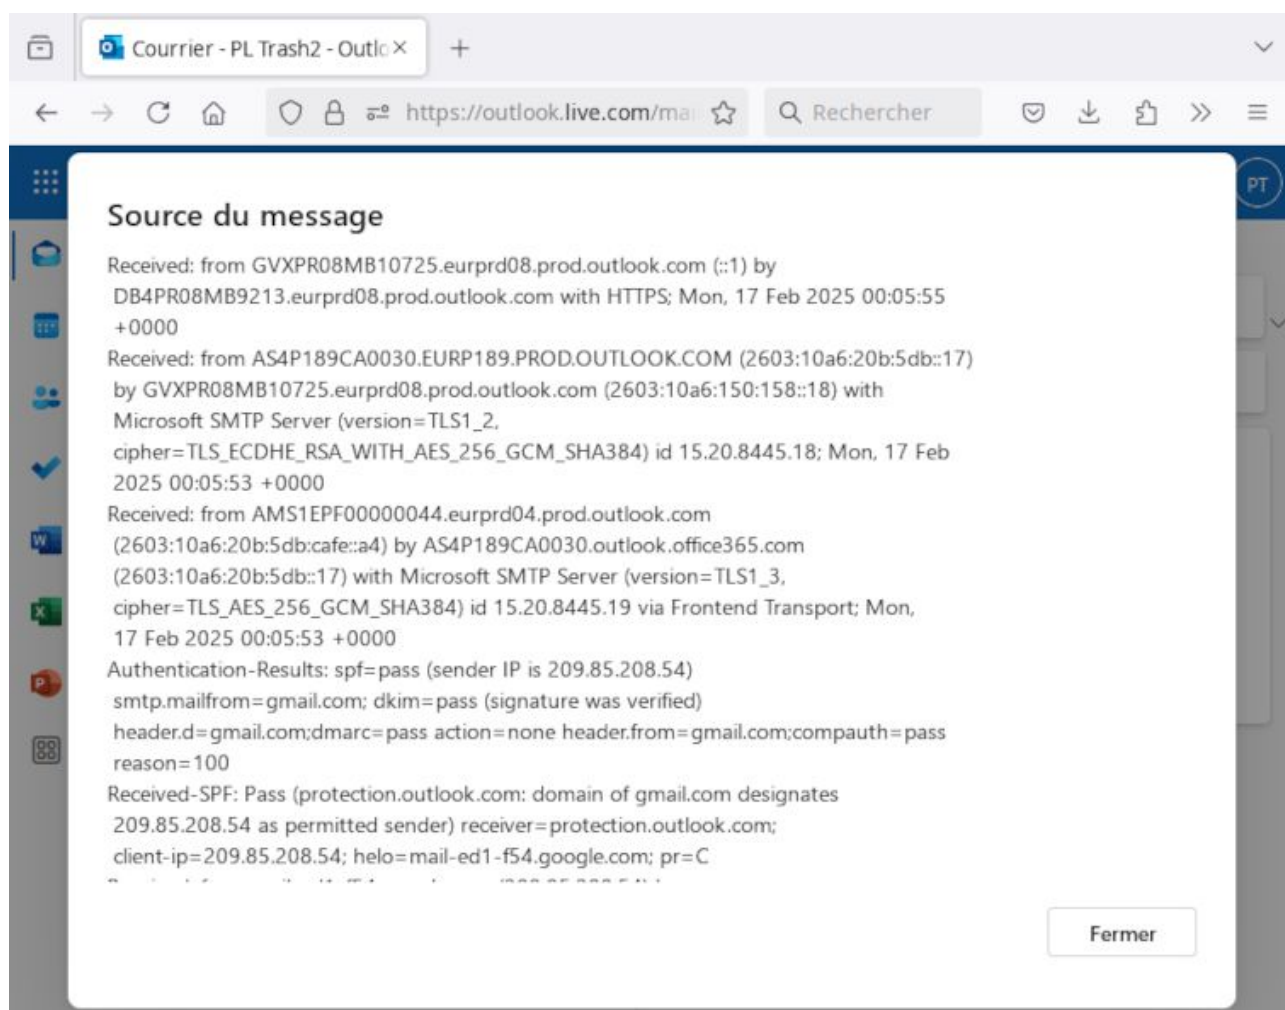 Courrier - PL Trash2 - Outlo
https://outlook.live.com/mai
Rechercher
PT
Source du message
Received: from GVXPR08MB10725.eurprd08.prod.outlook.com (::1) by
DB4PR08MB9213.eurprd08.prod.outlook.com with HTTPS; Mon, 17 Feb 2025 00:05:55
+0000
Received: from AS4P189CA0030.EURP189.PROD.OUTLOOK.COM (2603:10a6:20b:5db::17)
by GVXPR08MB10725.eurprd08.prod.outlook.com (2603:10a6:150:158::18) with
Microsoft SMTP Server (version=TLS1_2,
cipher=TLS_ECDHE_RSA_WITH_AES_256_GCM_SHA384) id 15.20.8445.18; Mon, 17 Feb
2025 00:05:53 +0000
Received: from AMS1EPF00000044.eurprd04.prod.outlook.com
(2603:10a6:20b:5db:cafe::a4) by AS4P189CA0030.outlook.office365.com
(2603:10a6:20b:5db::17) with Microsoft SMTP Server (version=TLS1_3,
cipher=TLS_AES_256_GCM_SHA384) id 15.20.8445.19 via Frontend Transport; Mon,
17 Feb 2025 00:05:53 +0000
Authentication-Results: spf=pass (sender IP is 209.85.208.54)
smtp.mailfrom=gmail.com; dkim=pass (signature was verified)
header.d=gmail.com;dmarc=pass action=none header.from=gmail.com;compauth=pass
reason=100
Received-SPF: Pass (protection.outlook.com: domain of gmail.com designates
209.85.208.54 as permitted sender) receiver=protection.outlook.com;
client-ip=209.85.208.54; helo=mail-ed1-f54.google.com; pr=C
Fermer